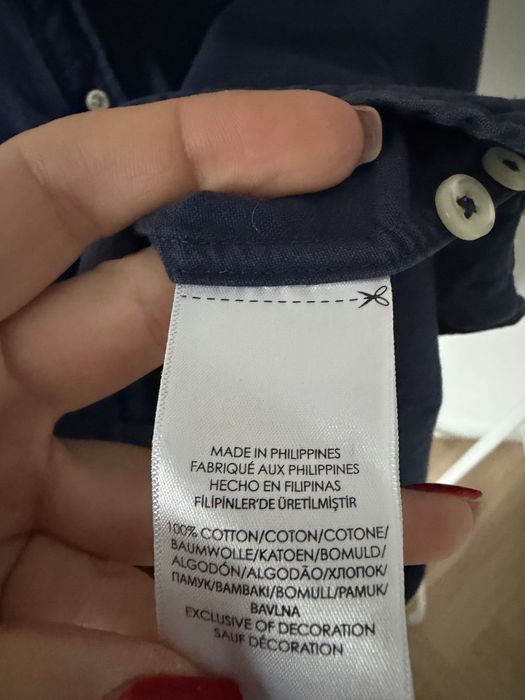 MADE IN PHILIPPINES
FABRIQUÉ AUX PHILIPPINES
HECHO EN FILIPINAS
FİLİPİNLER'DE ÜRETİLMİŞTİR
100% COTTON/COTON/COTONE/
BAUMWOLLE/KATOEN/BOMULD/
ALGODÓN/ALGODÃO/ХЛОПОК/
ПАМУК/BAMBAKI/BOMULL/PAMUK/
BAVLNA
EXCLUSIVE OF DECORATION
SAUF DÉCORATION